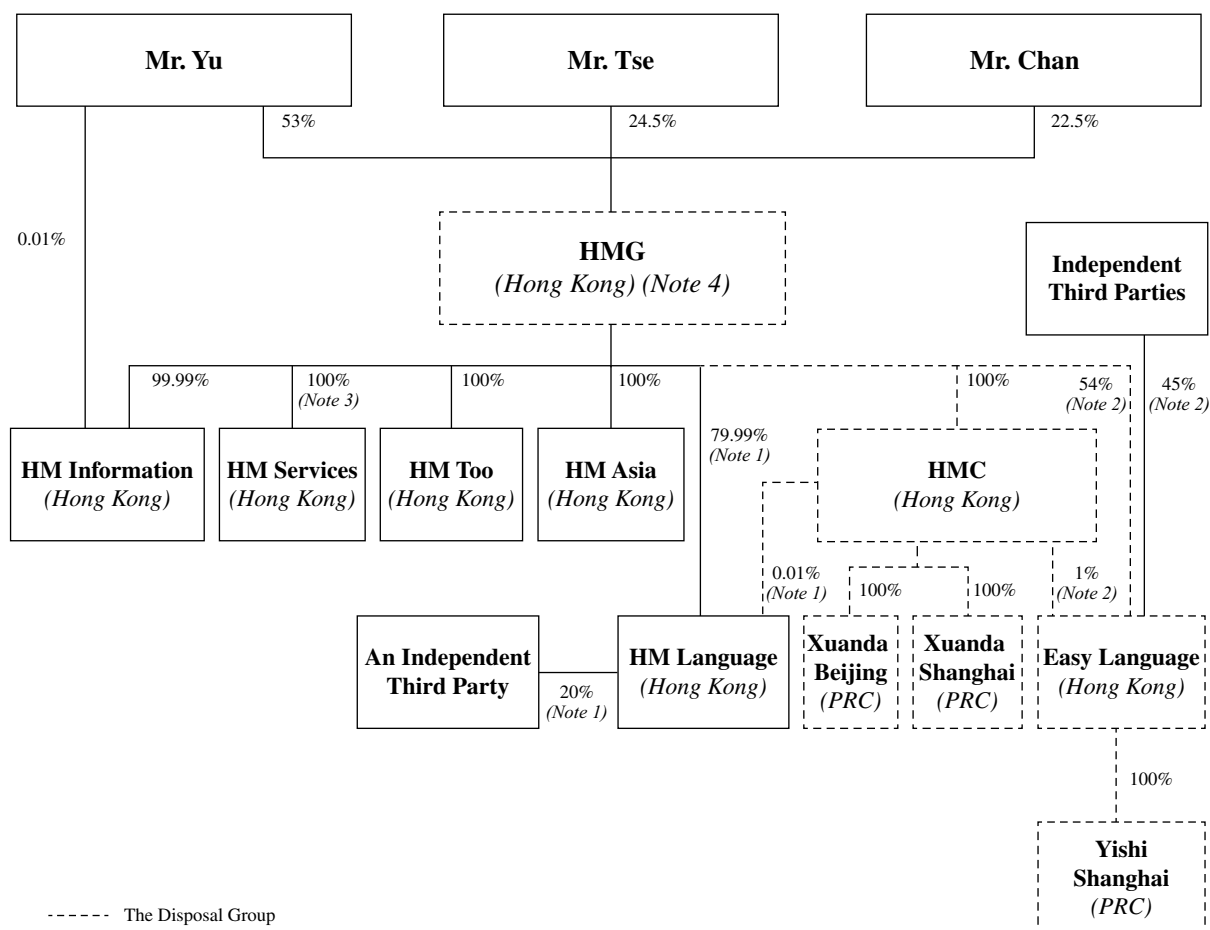 Mr. Yu
Mr. Tse
Mr. Chan
53%
24.5%
22.5%
0.01%
HMG
(Hong Kong) (Note 4)
Independent
Third Parties
99.99%
100%
(Note 3)
100%
100%
79.99%
(Note 1)
100%
54%
(Note 2)
45%
(Note 2)
HM Information
(Hong Kong)
HM Services
(Hong Kong)
HM Too
(Hong Kong)
HM Asia
(Hong Kong)
HMC
(Hong Kong)
0.01%
(Note 1)
100%
100%
1%
(Note 2)
An Independent
Third Party
20%
(Note 1)
HM Language
(Hong Kong)
Xuanda
Beijing
(PRC)
Xuanda
Shanghai
(PRC)
Easy Language
(Hong Kong)
100%
Yishi
Shanghai
(PRC)
The Disposal Group